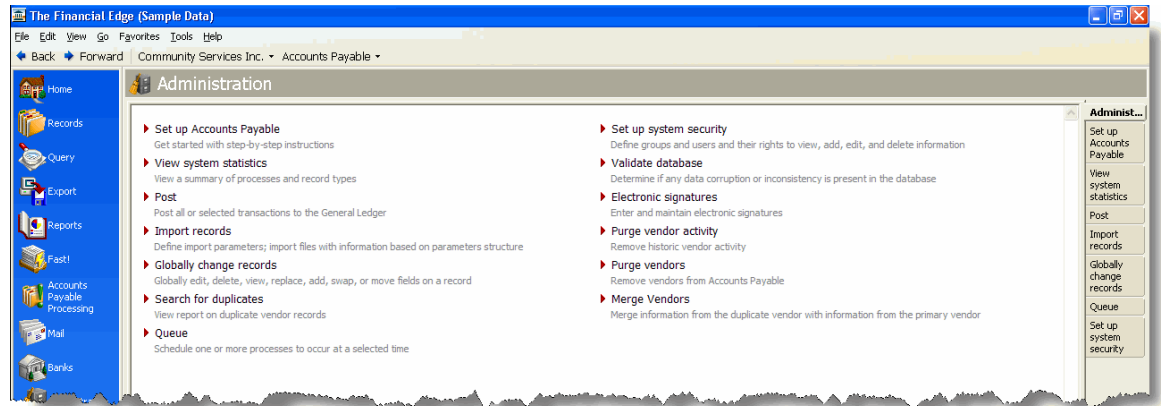 The Financial Edge (Sample Data)
File Edit View Go Favorites Tools Help
Back Forward Community Services Inc. Accounts Payable
Home
Records
Query
Export
Reports
Fast!
Accounts
Payable
Processing
Mail
Banks
Administration
Set up Accounts Payable
Get started with step-by-step instructions
View system statistics
View a summary of processes and record types
Post
Post all or selected transactions to the General Ledger
Import records
Define import parameters; import files with information based on parameters structure
Globally change records
Globally edit, delete, view, replace, add, swap, or move fields on a record
Search for duplicates
View report on duplicate vendor records
Queue
Schedule one or more processes to occur at a selected time
Set up system security
Define groups and users and their rights to view, add, edit, and delete information
Validate database
Determine if any data corruption or inconsistency is present in the database
Electronic signatures
Enter and maintain electronic signatures
Purge vendor activity
Remove historic vendor activity
Purge vendors
Remove vendors from Accounts Payable
Merge Vendors
Merge information from the duplicate vendor with information from the primary vendor
Administ...
Set up
Accounts
Payable
View
system
statistics
Post
Import
records
Globally
change
records
Queue
Set up
system
security